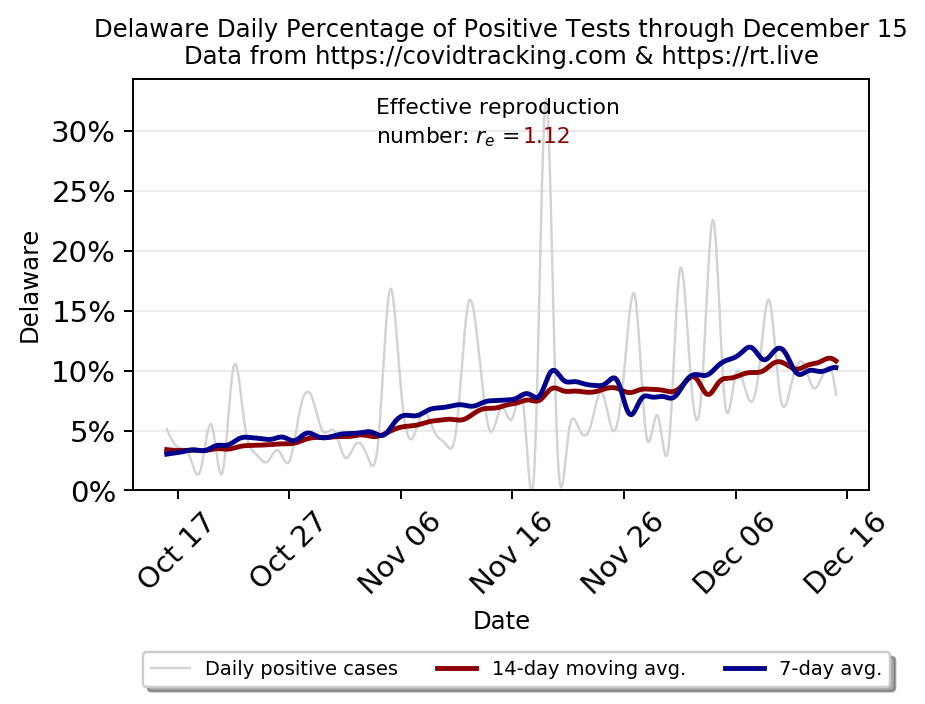 Delaware Daily Percentage of Positive Tests through December 15
Data from https://covidtracking.com & https://rt.live
Effective reproduction
number: rₑ =1.12
30%
25%
20%
15%
10%
5%
0%
Delaware
Oct 17
Oct 27
Nov 06
Nov 16
Nov 26
Dec 06
Dec 16
Date
Daily positive cases
14-day moving avg.
7-day avg.